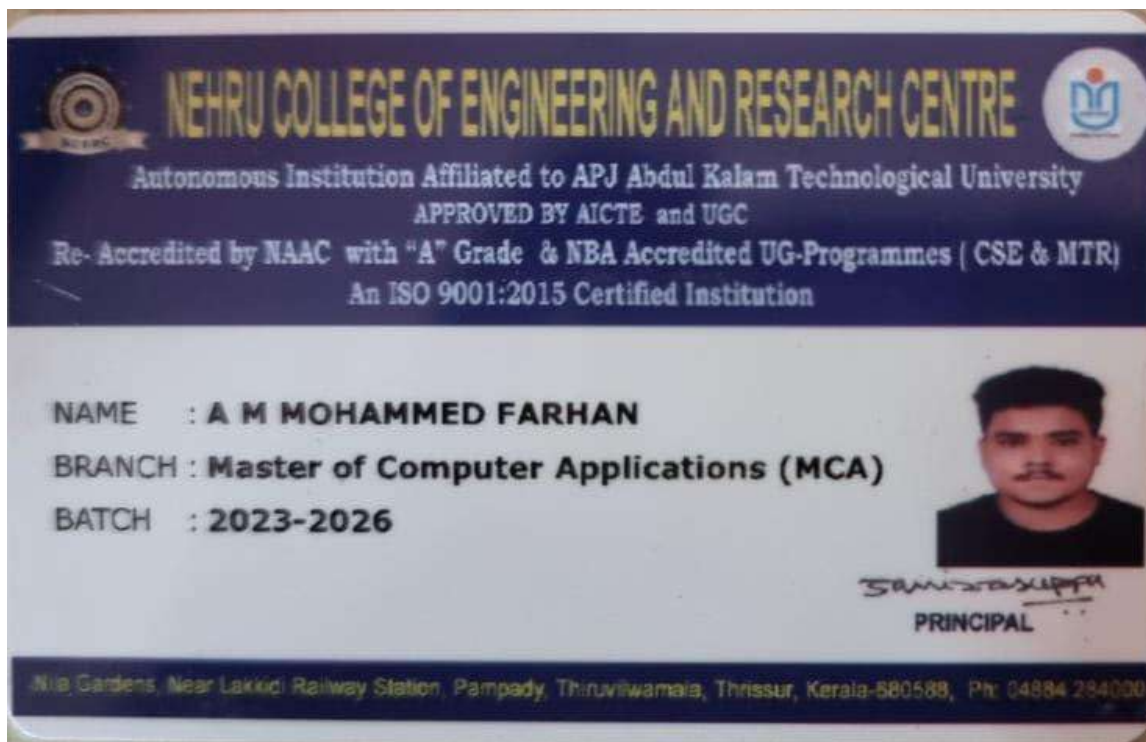 NEHRU COLLEGE OF ENGINEERING AND RESEARCH CENTRE
Autonomous Institution Affiliated to APJ Abdul Kalam Technological University
APPROVED BY AICTE and UGC
Re- Accredited by NAAC with “A” Grade & NBA Accredited UG-Programmes ( CSE & MTR)
An ISO 9001:2015 Certified Institution
NAME : A M MOHAMMED FARHAN
BRANCH : Master of Computer Applications (MCA)
BATCH : 2023-2026
PRINCIPAL
Nila Gardens, Near Lakkidi Railway Station, Pampady, Thiruvilwamala, Thrissur, Kerala-680588, Ph: 04884 284000